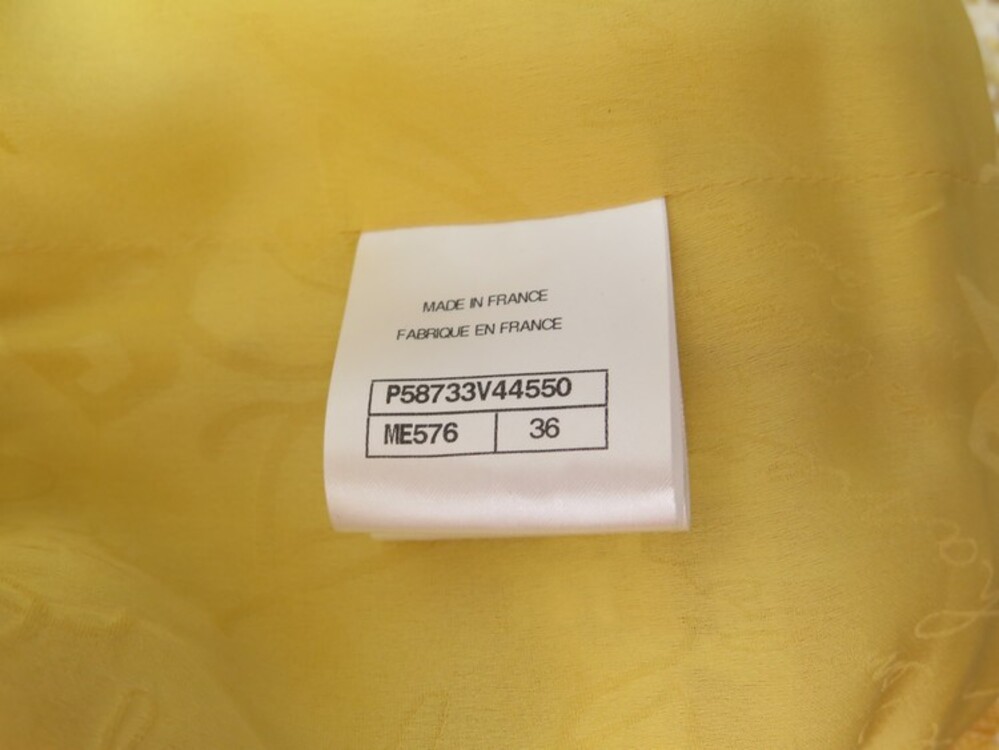 MADE IN FRANCE
FABRIQUE EN FRANCE
P58733V44550
ME576 36